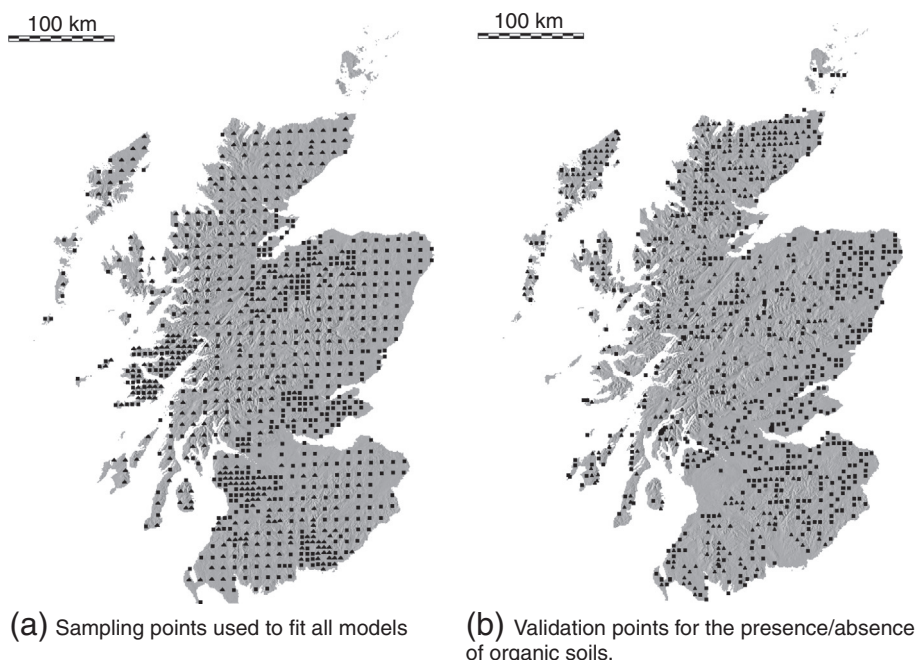 100 km
100 km
(a) Sampling points used to fit all models
(b) Validation points for the presence/absence
of organic soils.